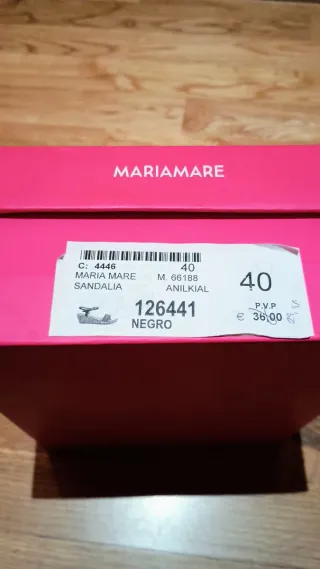 MARIAMARE
C: 4446 40
MARIA MARE M. 66188
SANDALIA ANILKIAL
40
126441
NEGRO
P.V.P
€ 36,00